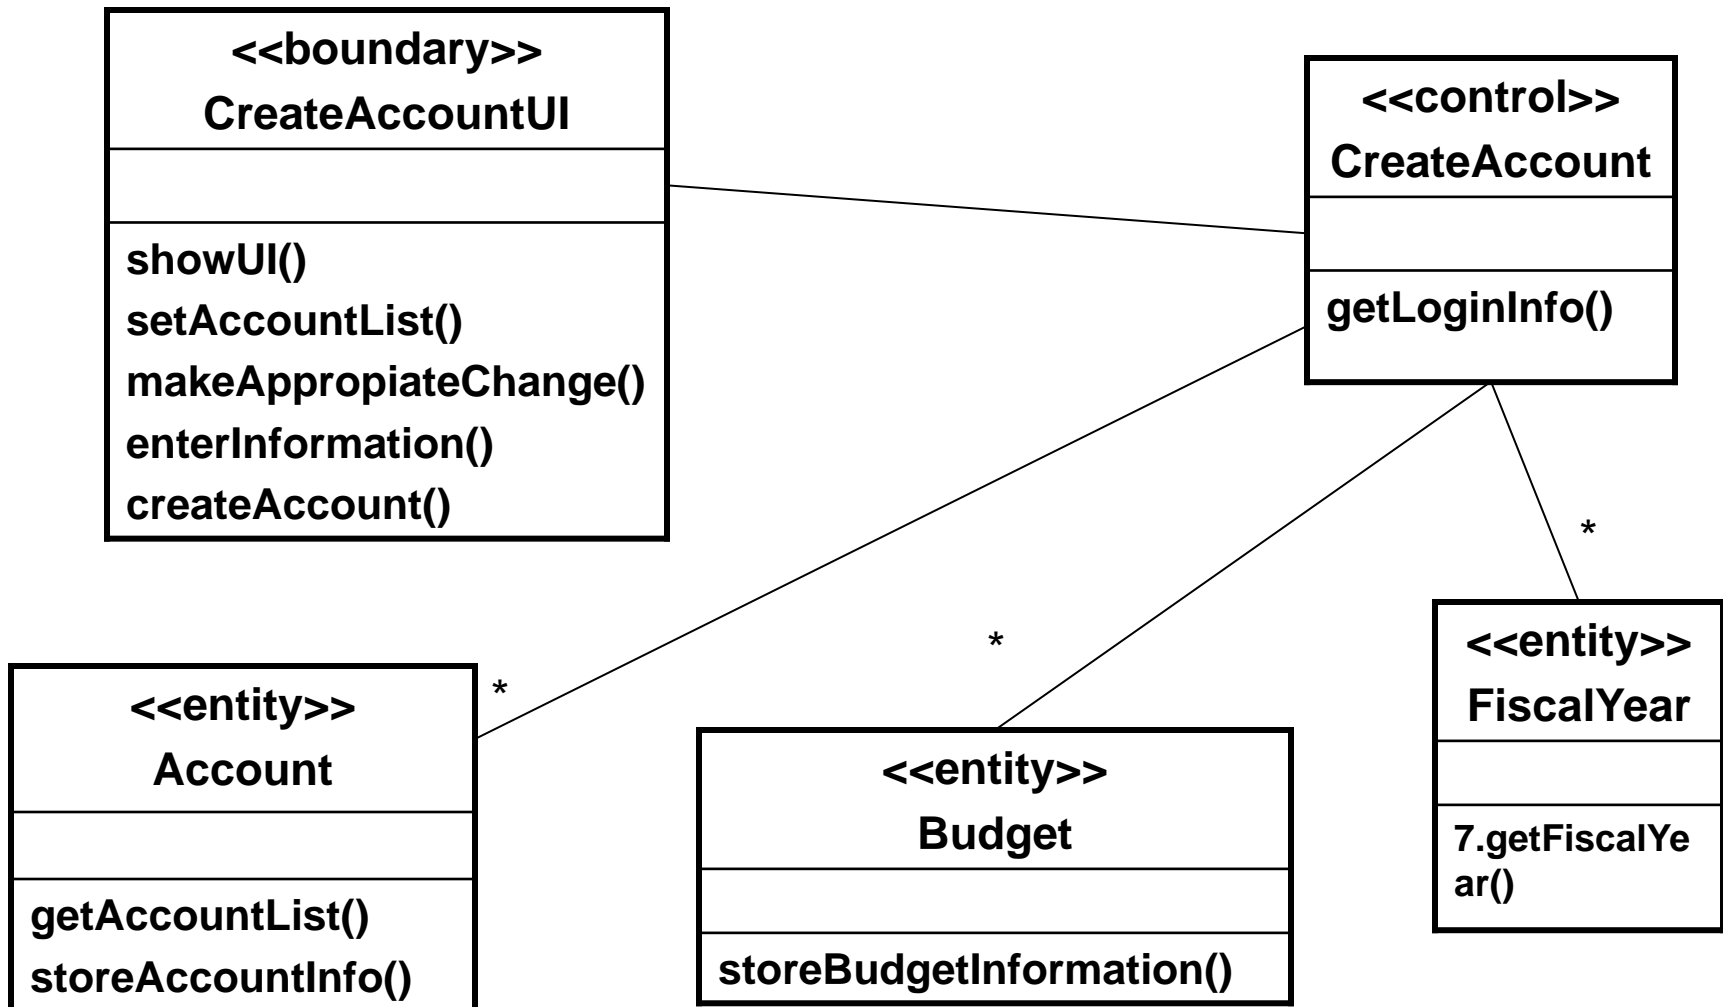 <<boundary>>
CreateAccountUI
showUI()
setAccountList()
makeAppropiateChange()
enterInformation()
createAccount()
<<control>>
CreateAccount
getLoginInfo()
*
*
*
<<entity>>
Account
getAccountList()
storeAccountInfo()
<<entity>>
Budget
storeBudgetInformation()
<<entity>>
FiscalYear
7.getFiscalYe
ar()